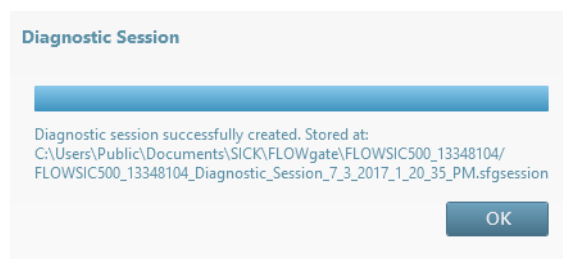 Diagnostic Session
Diagnostic session successfully created. Stored at:
C:\Users\Public\Documents\SICK\FLOWgate\FLOWSIC500_13348104/
FLOWSIC500_13348104_Diagnostic_Session_7_3_2017_1_20_35_PM.sfgsession
OK